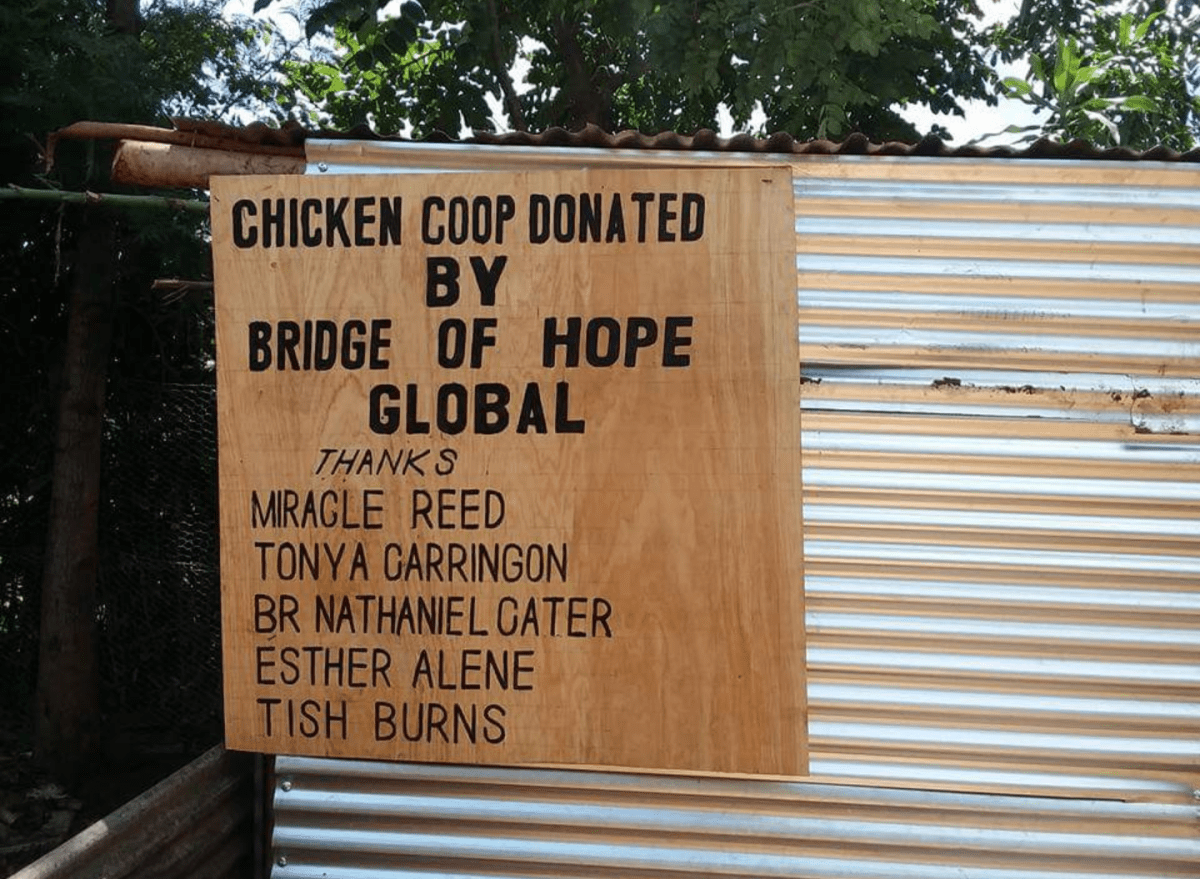 CHICKEN COOP DONATED
BY
BRIDGE OF HOPE
GLOBAL
THANKS
MIRACLE REED
TONYA CARRINGON
BR NATHANIEL CATER
ESTHER ALENE
TISH BURNS